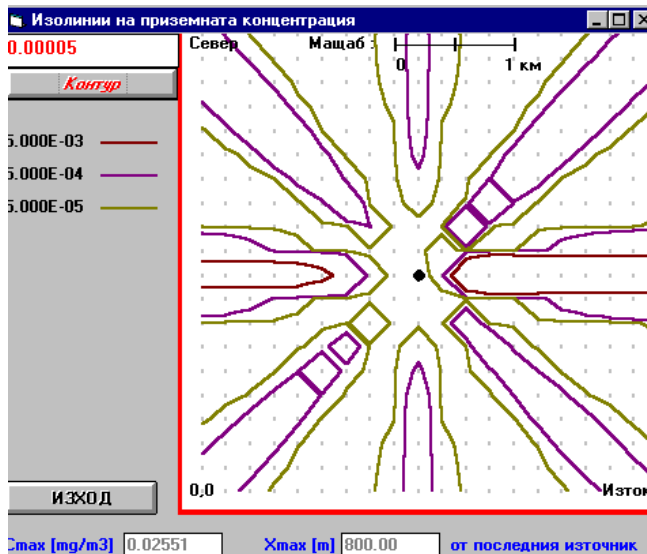 Изолинии на приземната концентрация
0.00005
Север Мащаб :
0 1 км
Контур
5.000E-03
5.000E-04
5.000E-05
0,0 Изток
ИЗХОД
Cmax [mg/m3] 0.02551 Xmax [m] 800.00 от последния източник